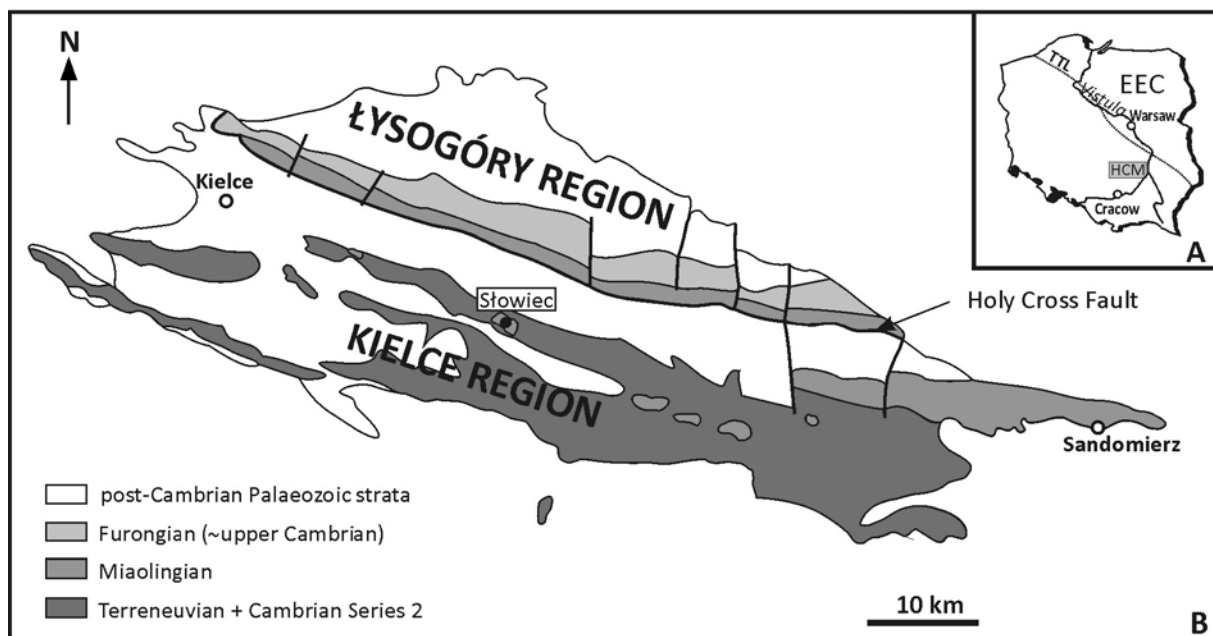 N
ŁYSOGÓRY REGION
Kielce
Słowiec
KIELCE REGION
Holy Cross Fault
Sandomierz
TTL
EEC
Vistula
Warsaw
HCM
Cracow
A
post-Cambrian Palaeozoic strata
Furongian (~upper Cambrian)
Miaolingian
Terreneuvian + Cambrian Series 2
10 km
B